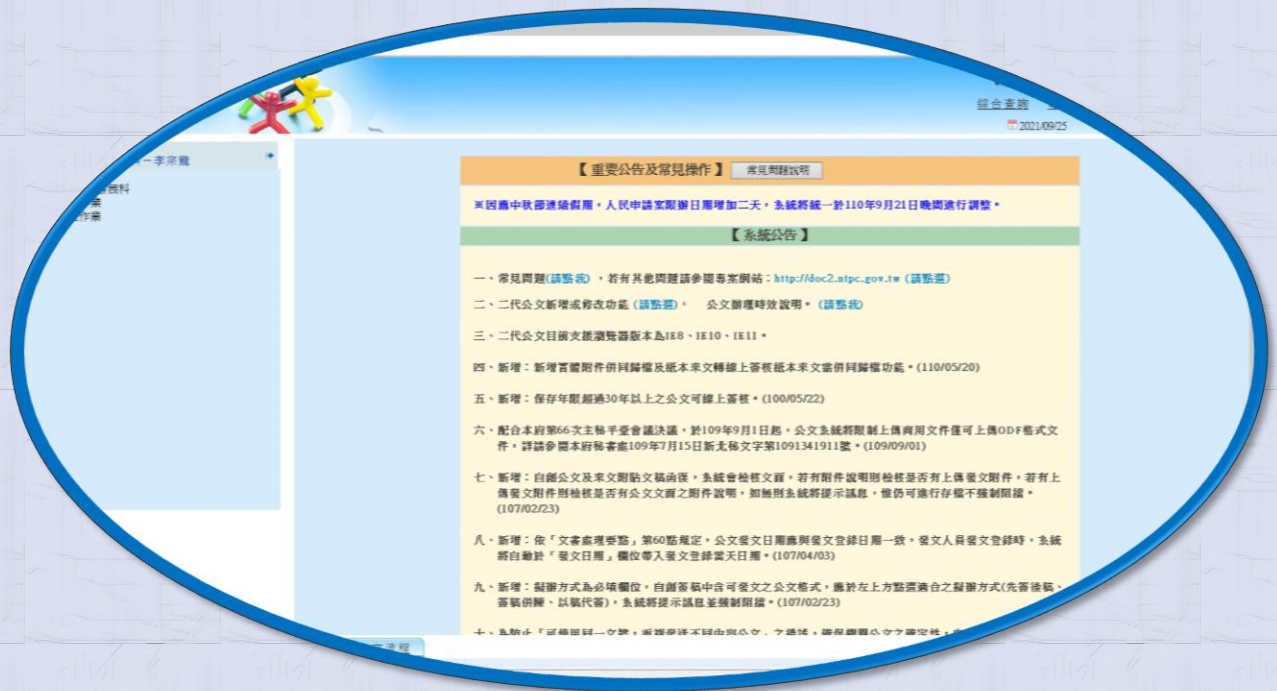 綜合查詢
2021/09/25
－李宗龍
作業
【 重要公告及常見操作 】 常見問題說明
※因應中秋節連續假期，人民申請案限辦日期增加二天，系統將統一於110年9月21日晚間進行調整。
【 系統公告 】
一、常見問題(請點我) ，若有其他問題請參閱專案網站：http://doc2.ntpc.gov.tw (請點選)
二、二代公文新增或修改功能 (請點選)。 公文辦理時效說明。 (請點我)
三、二代公文目前支援瀏覽器版本為IE8、IE10、IE11。
四、新增：新增實體附件併同歸檔及紙本來文轉線上簽核紙本來文需併同歸檔功能。(110/05/20)
五、新增：保存年限超過30年以上之公文可線上簽核。(100/05/22)
六、配合本府第66次主秘平臺會議決議，於109年9月1日起，公文系統將限制上傳商用文件僅可上傳ODF格式文
件，詳請參閱本府秘書處109年7月15日新北秘文字第1091341911號。(109/09/01)
七、新增：自創公文及來文附貼文稿函復，系統會檢核文面，若有附件說明則檢核是否有上傳發文附件，若有上
傳發文附件則檢核是否有公文文面之附件說明，如無則系統將提示訊息，惟仍可進行存檔不強制阻擋。
(107/02/23)
八、新增：依「文書處理要點」第60點規定，公文發文日期應與發文登錄日期一致，發文人員發文登錄時，系統
將自動於「發文日期」欄位帶入發文登錄當天日期。(107/04/03)
九、新增：擬辦方式為必填欄位，自創簽稿中含可發文之公文格式，應於左上方點選適合之擬辦方式(先簽後稿、
簽稿併陳、以稿代簽)，系統將提示訊息並強制阻擋。(107/02/23)
流程